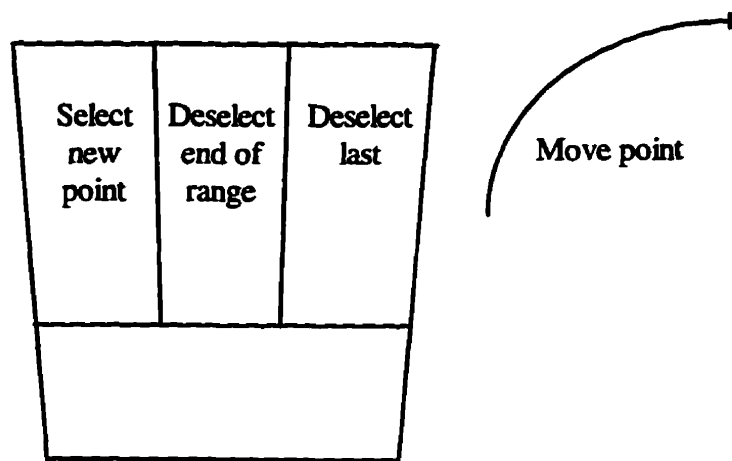 Select
new
point
Deselect
end of
range
Deselect
last
Move point